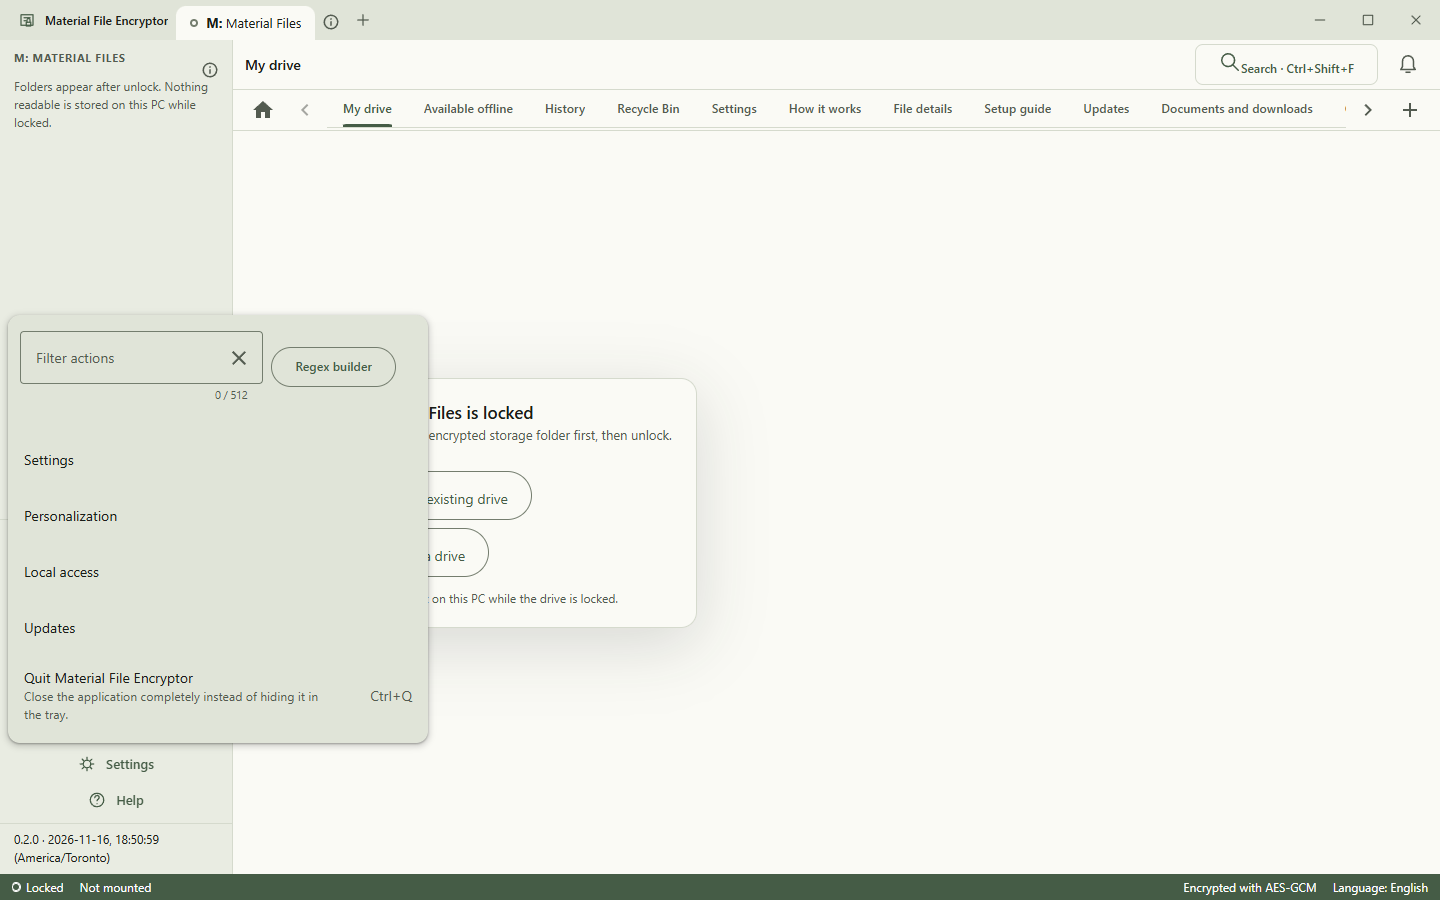 Material File Encryptor
M: Material Files
M: MATERIAL FILES
Folders appear after unlock. Nothing
readable is stored on this PC while
locked.
My drive
Search · Ctrl+Shift+F
My drive
Available offline
History
Recycle Bin
Settings
How it works
File details
Setup guide
Updates
Documents and downloads
Filter actions
0 / 512
Regex builder
Settings
Personalization
Local access
Updates
Quit Material File Encryptor
Close the application completely instead of hiding it in
the tray.
Ctrl+Q
Files is locked
encrypted storage folder first, then unlock.
existing drive
a drive
on this PC while the drive is locked.
Settings
Help
0.2.0 · 2026-11-16, 18:50:59
(America/Toronto)
Locked
Not mounted
Encrypted with AES-GCM
Language: English